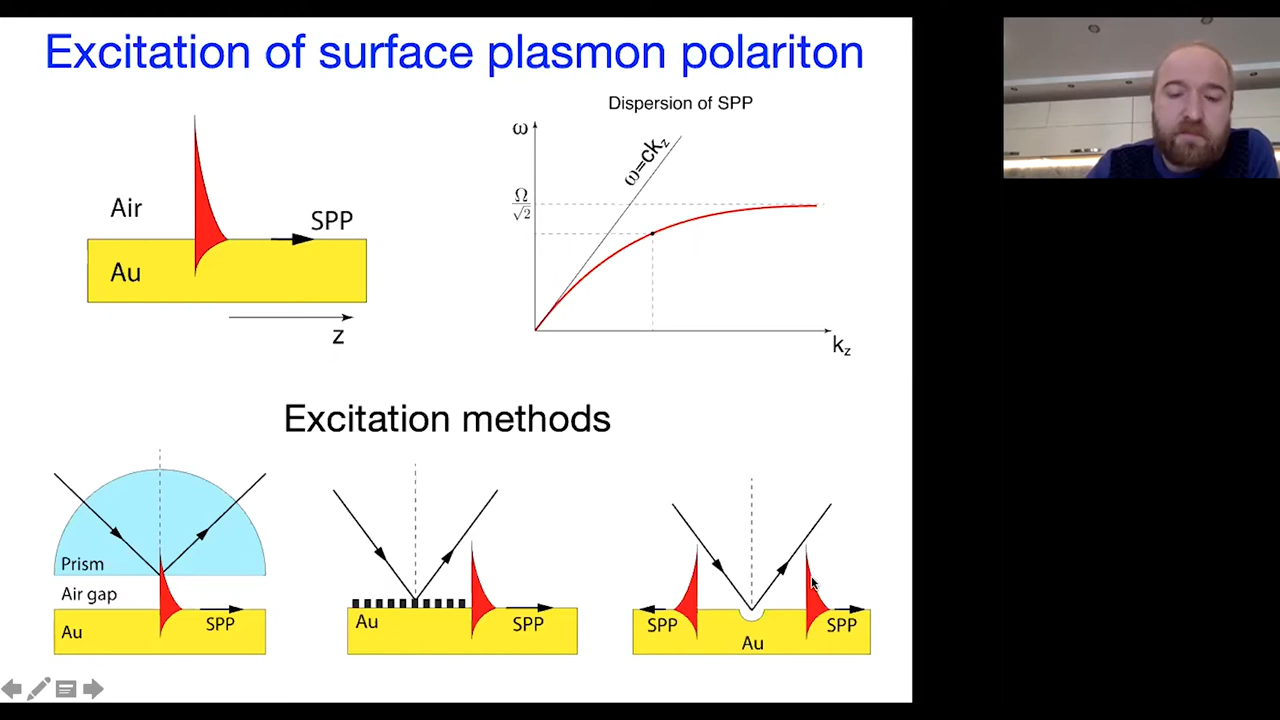 Excitation of surface plasmon polariton
Air
SPP
Au
z
Dispersion of SPP
ω
ω=ckz
Ω
√2
kz
Excitation methods
Prism
Air gap
Au
SPP
Au
SPP
SPP
Au
SPP